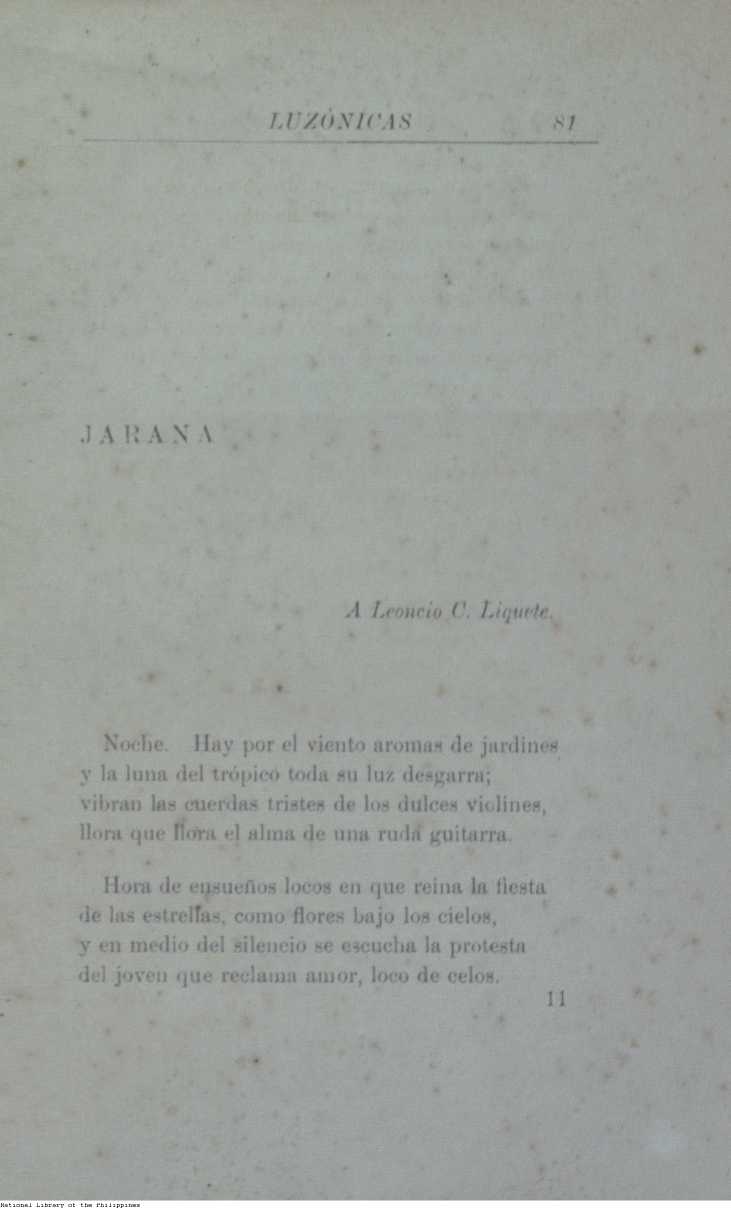 LUZÓNICAS 81
JARANA
A Leoncio C. Liquete.
Noche. Hay por el viento aromas de jardines
y la luna del trópico toda su luz desgarra;
vibran las cuerdas tristes de los dulces violines,
llora que llora el alma de una ruda guitarra.
Hora de ensueños locos en que reina la fiesta
de las estrellas, como flores bajo los cielos,
y en medio del silencio se escucha la protesta
del joven que reclama amor, loco de celos.
11
National Library of the Philippines